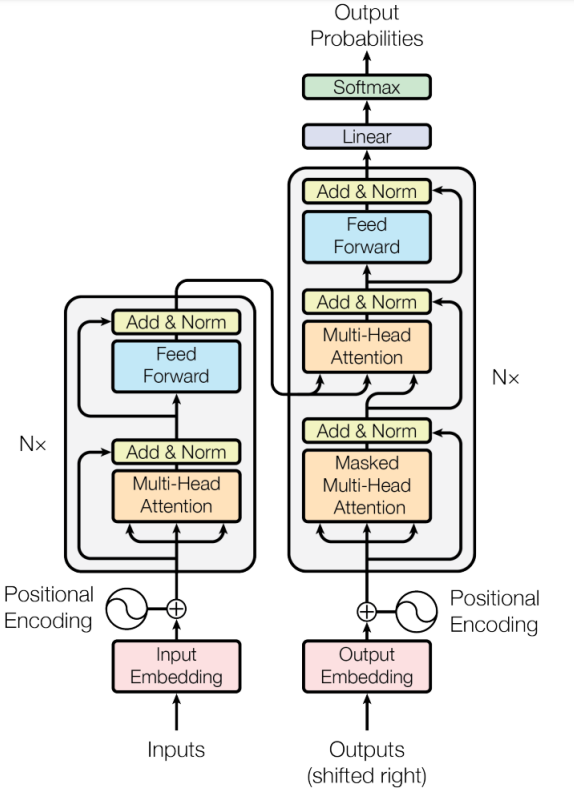 Output
Probabilities
Softmax
Linear
Add & Norm
Feed
Forward
Add & Norm
Multi-Head
Attention
Add & Norm
Masked
Multi-Head
Attention
N×
Add & Norm
Feed
Forward
Add & Norm
Multi-Head
Attention
N×
Positional
Encoding
Positional
Encoding
Input
Embedding
Output
Embedding
Inputs
Outputs
(shifted right)